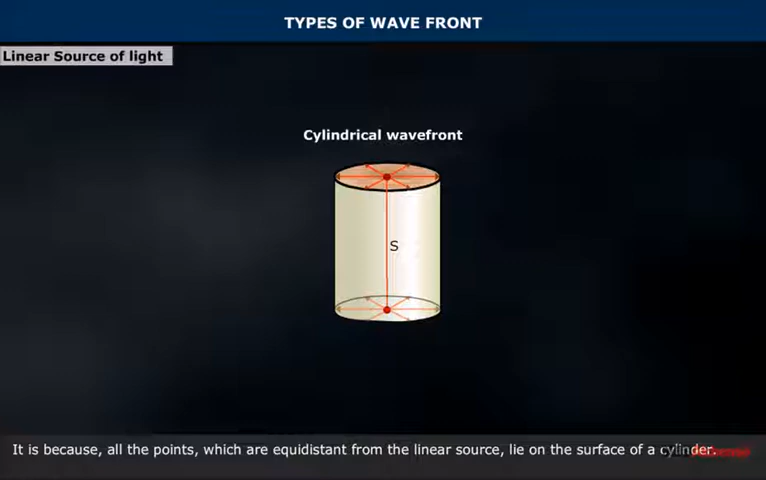 TYPES OF WAVE FRONT
Linear Source of light
Cylindrical wavefront
S
It is because, all the points, which are equidistant from the linear source, lie on the surface of a cylinder.